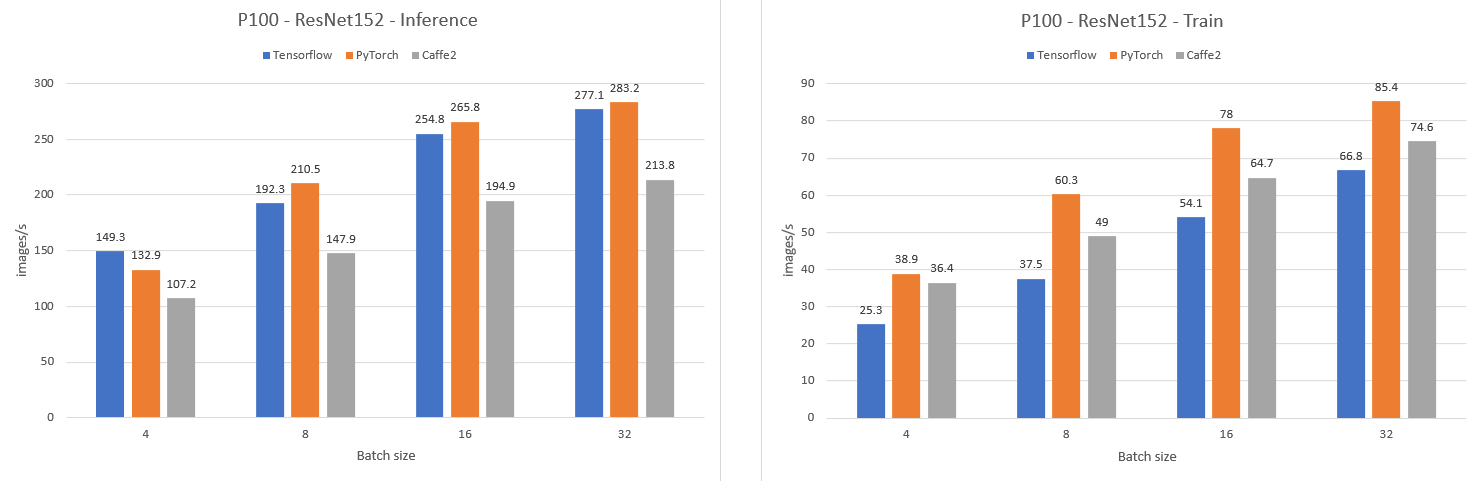 P100 - ResNet152 - Inference
Tensorflow PyTorch Caffe2
300
250
200
150
100
50
0
images/s
149.3 132.9 107.2
192.3 210.5 147.9
254.8 265.8 194.9
277.1 283.2 213.8
4 8 16 32
Batch size
P100 - ResNet152 - Train
Tensorflow PyTorch Caffe2
90
80
70
60
50
40
30
20
10
0
images/s
25.3 38.9 36.4
37.5 60.3 49
54.1 78 64.7
66.8 85.4 74.6
4 8 16 32
Batch size